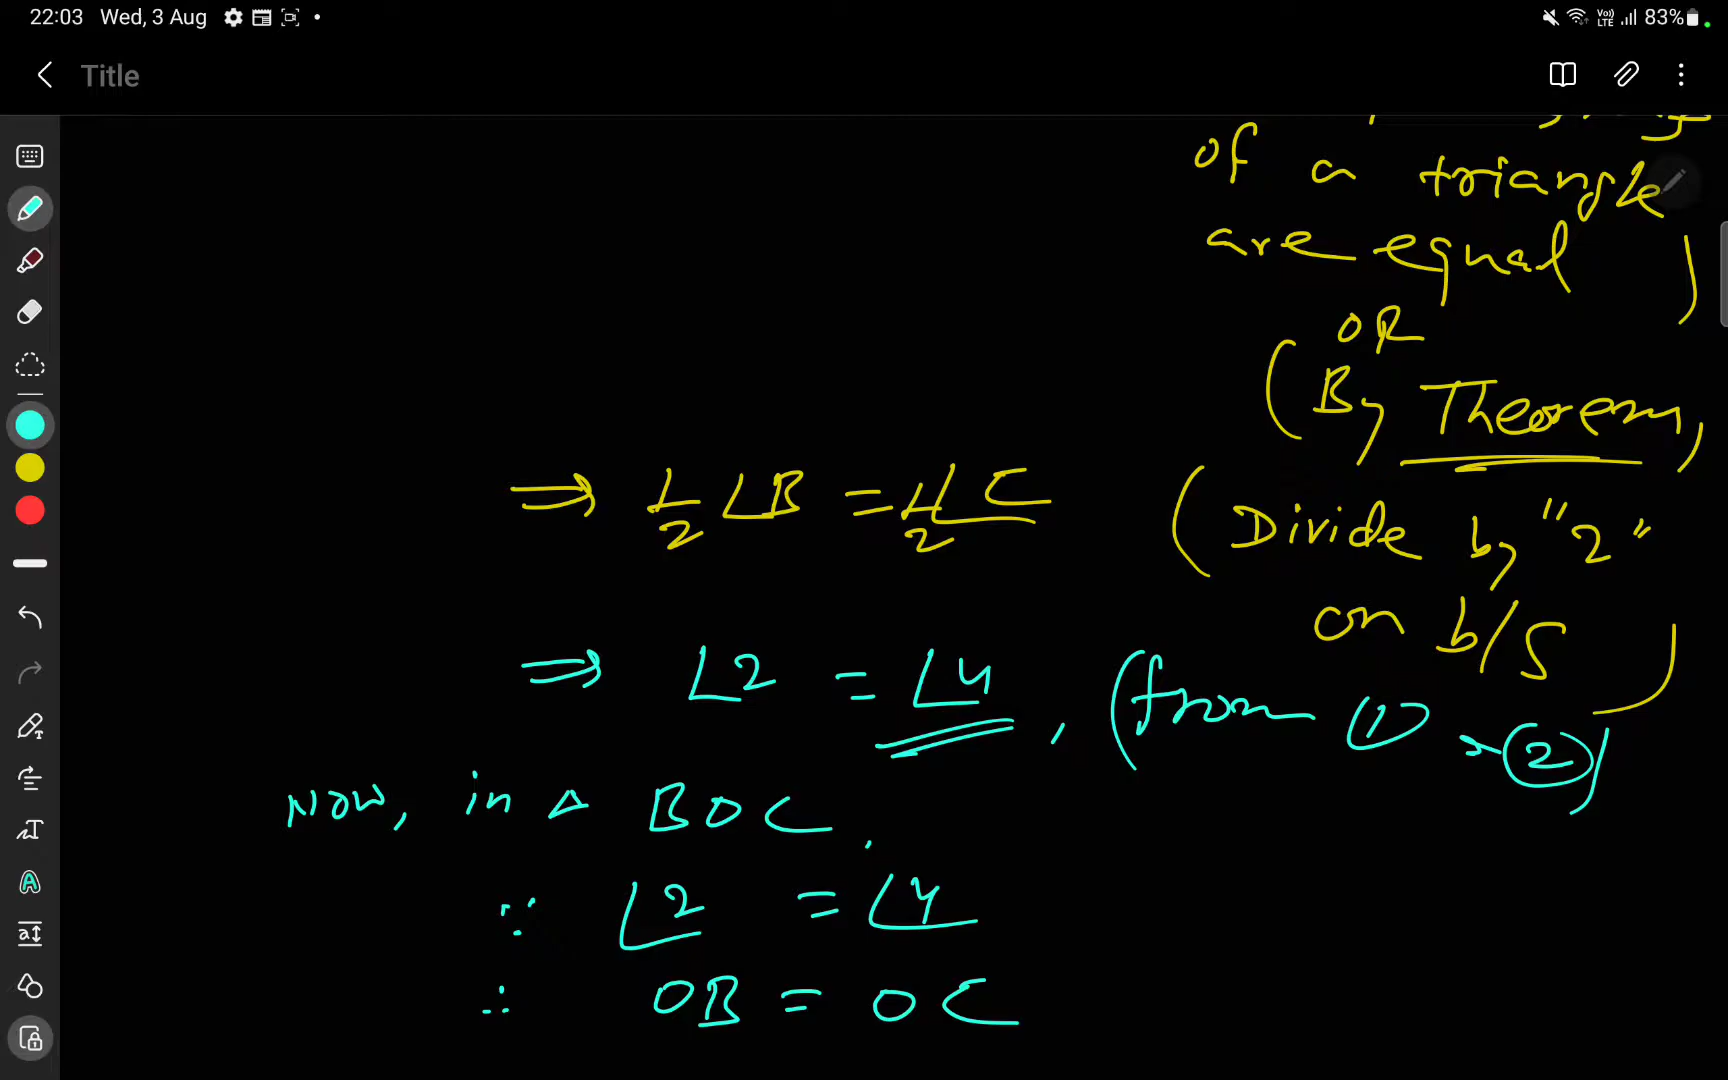 22:03 Wed, 3 Aug
83%
Title
of a triangle
are equal )
OR
(By Theorem,)
⇒ 1/2 ∠B = 1/2 ∠C (Divide by "2"
on b/s )
⇒ ∠2 = ∠4, (from ① & ②)
Now, in △ BOC,
∵ ∠2 = ∠4
∴ OB = OC